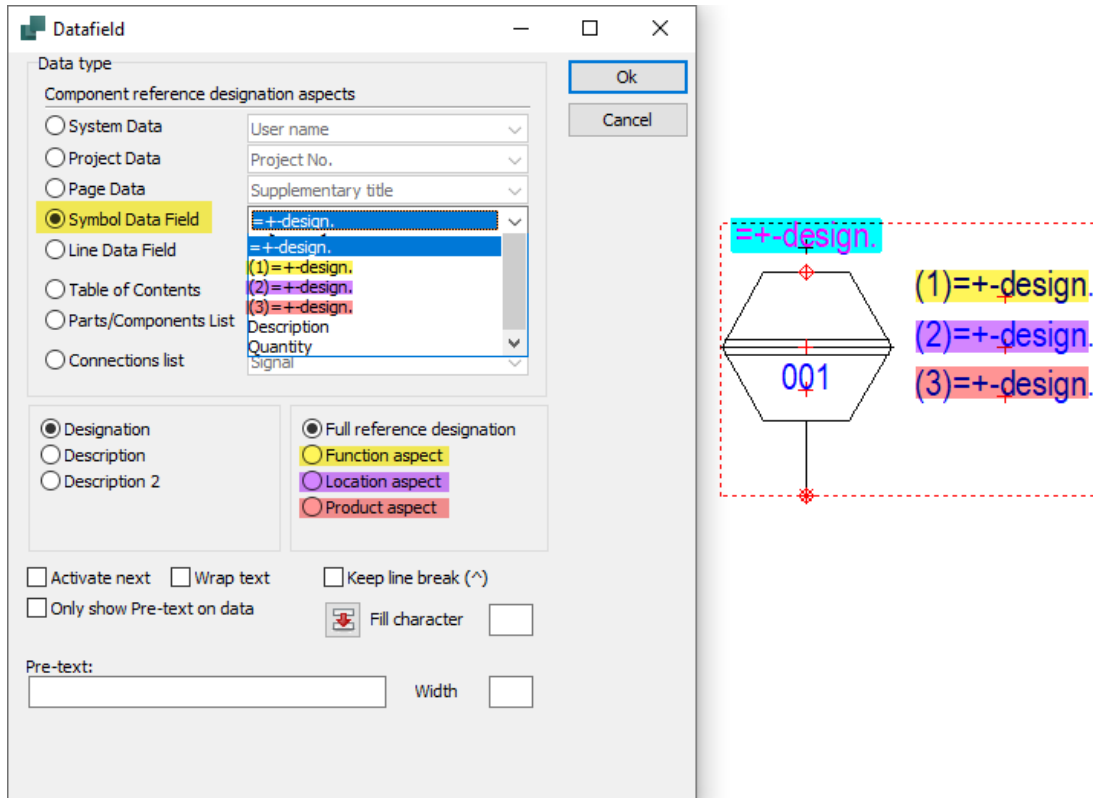 Datafield
Data type
Component reference designation aspects
System Data
User name
Project Data
Project No.
Page Data
Supplementary title
Symbol Data Field
=+-design.
Line Data Field
=+-design.
(1)=+-design.
Table of Contents
(2)=+-design.
(3)=+-design.
Parts/Components List
Description
Quantity
Connections list
Signal
Ok
Cancel
Designation
Description
Description 2
Full reference designation
Function aspect
Location aspect
Product aspect
Activate next
Wrap text
Keep line break (^)
Only show Pre-text on data
Fill character
Pre-text:
Width
=+-design.
(1)=+-design.
(2)=+-design.
001
(3)=+-design.